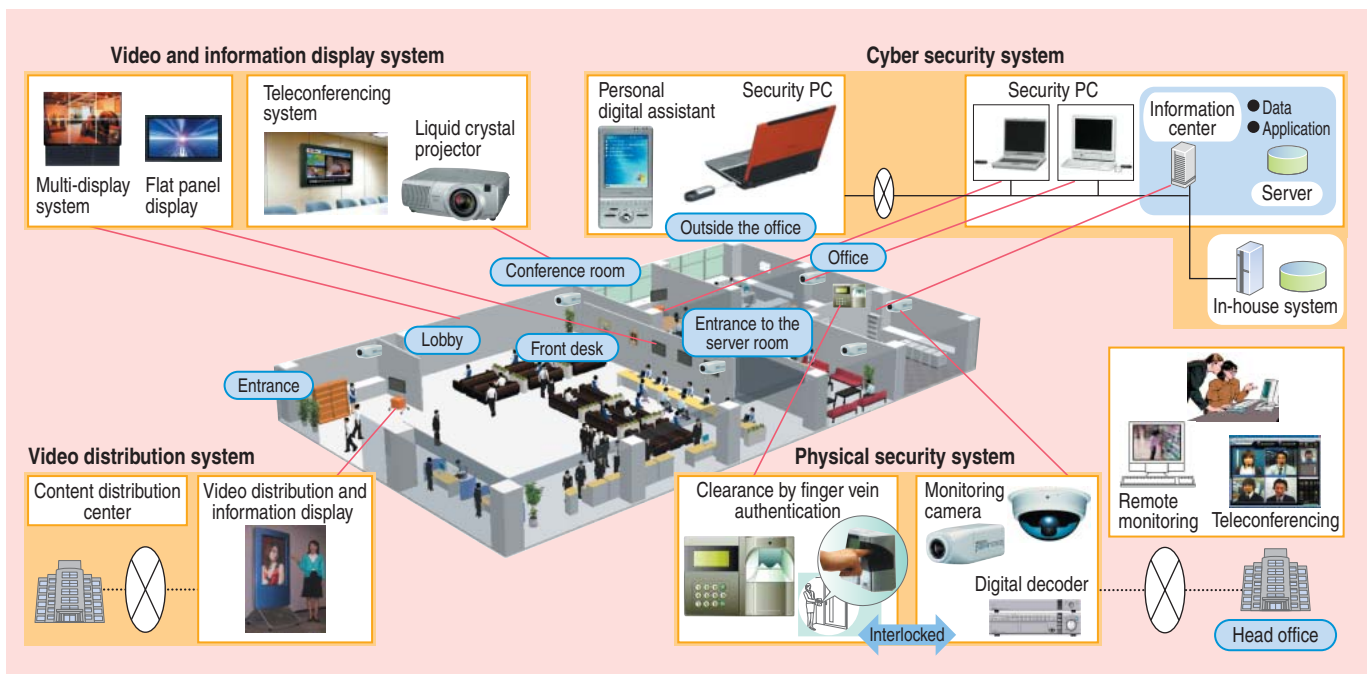 Video and information display system
Multi-display
system
Flat panel
display
Teleconferencing
system
Liquid crystal
projector
Cyber security system
Personal
digital assistant
Security PC
Outside the office
Security PC
Information
center
● Data
● Application
Server
In-house system
Conference room
Office
Entrance to the
server room
Lobby
Front desk
Entrance
Video distribution system
Content distribution
center
Video distribution and
information display
Physical security system
Clearance by finger vein
authentication
Monitoring
camera
Digital decoder
Interlocked
Remote
monitoring
Teleconferencing
Head office